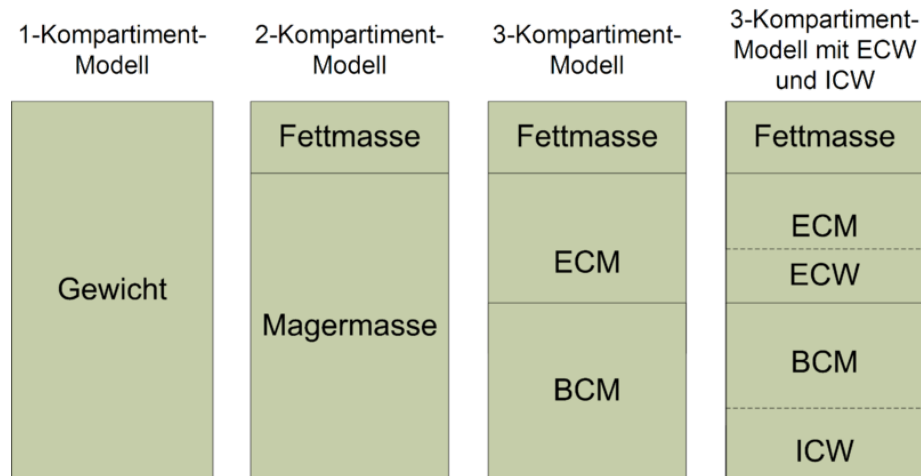 1-Kompartiment-
Modell
2-Kompartiment-
Modell
3-Kompartiment-
Modell
3-Kompartiment-
Modell mit ECW
und ICW
Gewicht
Fettmasse
Magermasse
Fettmasse
ECM
BCM
Fettmasse
ECM
ECW
BCM
ICW